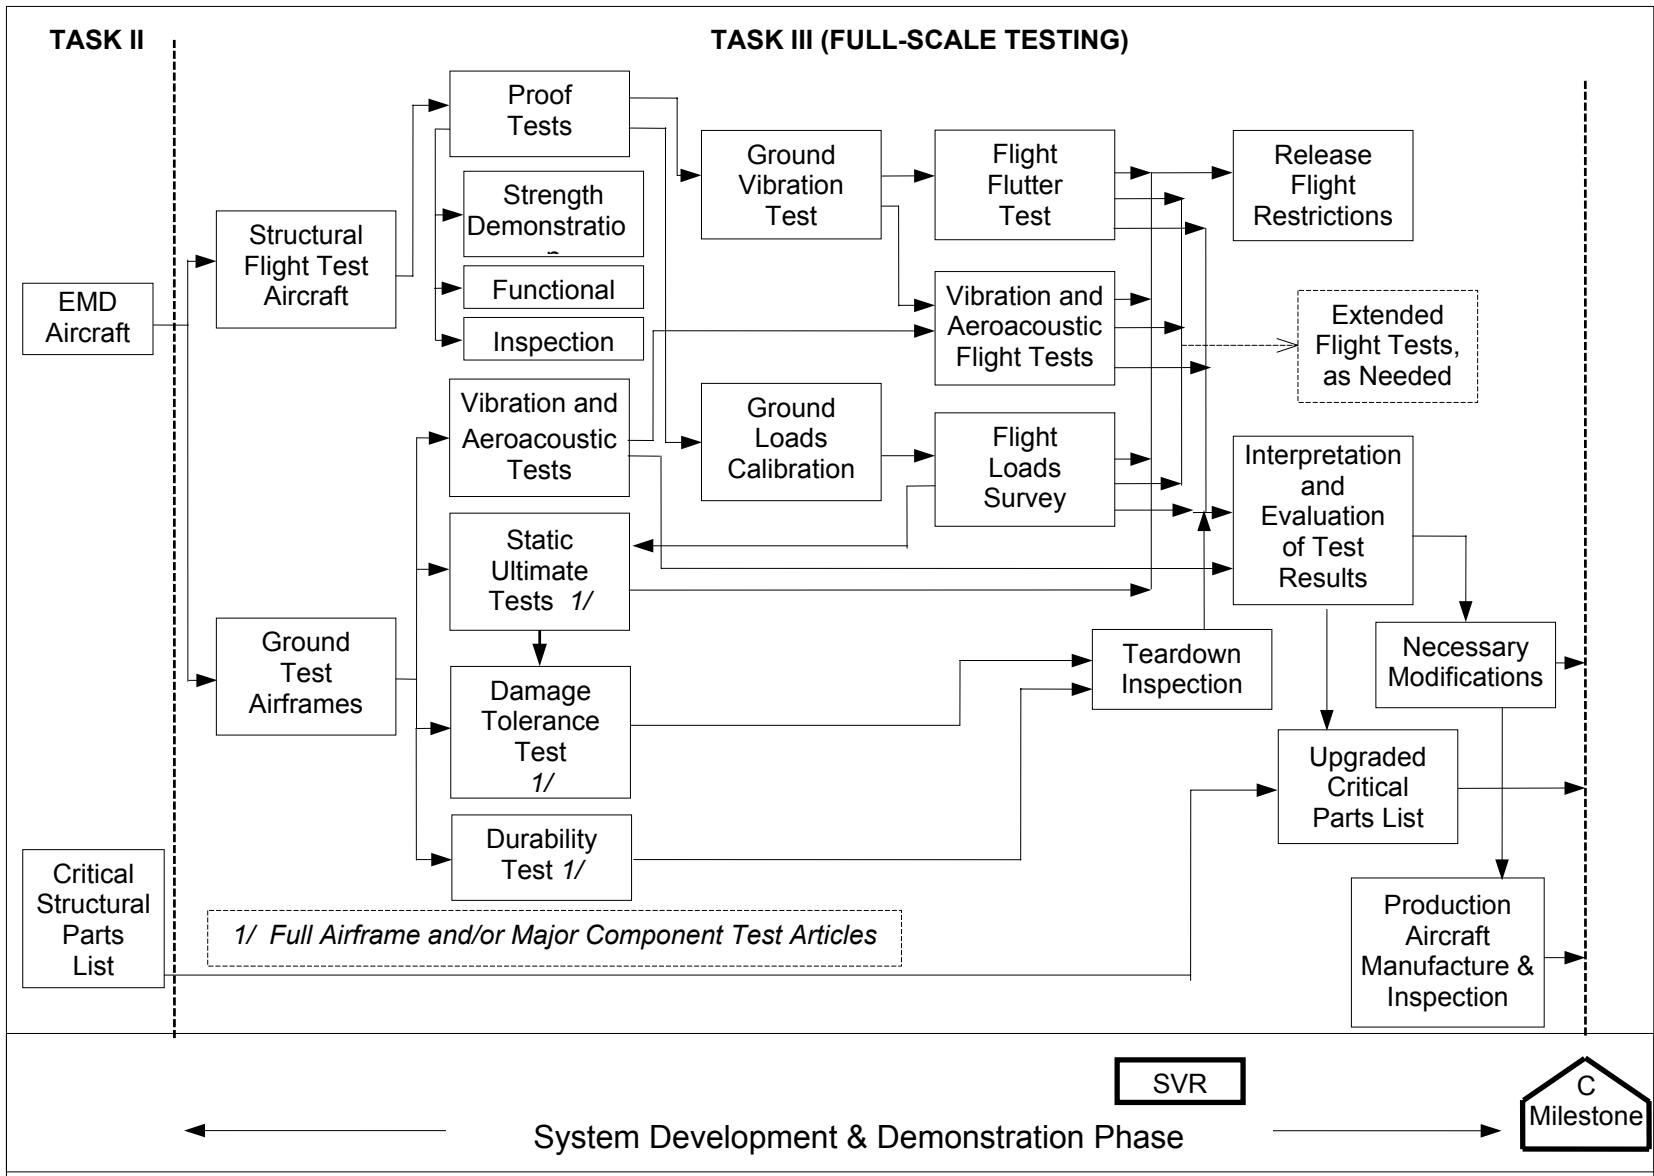 TASK II
TASK III (FULL-SCALE TESTING)
Proof
Tests
Strength
Demonstratio
n
Functional
Inspection
Structural
Flight Test
Aircraft
EMD
Aircraft
Ground
Vibration
Test
Flight
Flutter
Test
Release
Flight
Restrictions
Vibration and
Aeroacoustic
Flight Tests
Extended
Flight Tests,
as Needed
Vibration and
Aeroacoustic
Tests
Ground
Loads
Calibration
Flight
Loads
Survey
Interpretation
and
Evaluation
of Test
Results
Static
Ultimate
Tests 1/
Ground
Test
Airframes
Damage
Tolerance
Test
1/
Teardown
Inspection
Necessary
Modifications
Upgraded
Critical
Parts List
Durability
Test 1/
Critical
Structural
Parts
List
1/ Full Airframe and/or Major Component Test Articles
Production
Aircraft
Manufacture &
Inspection
SVR
C
Milestone
System Development & Demonstration Phase